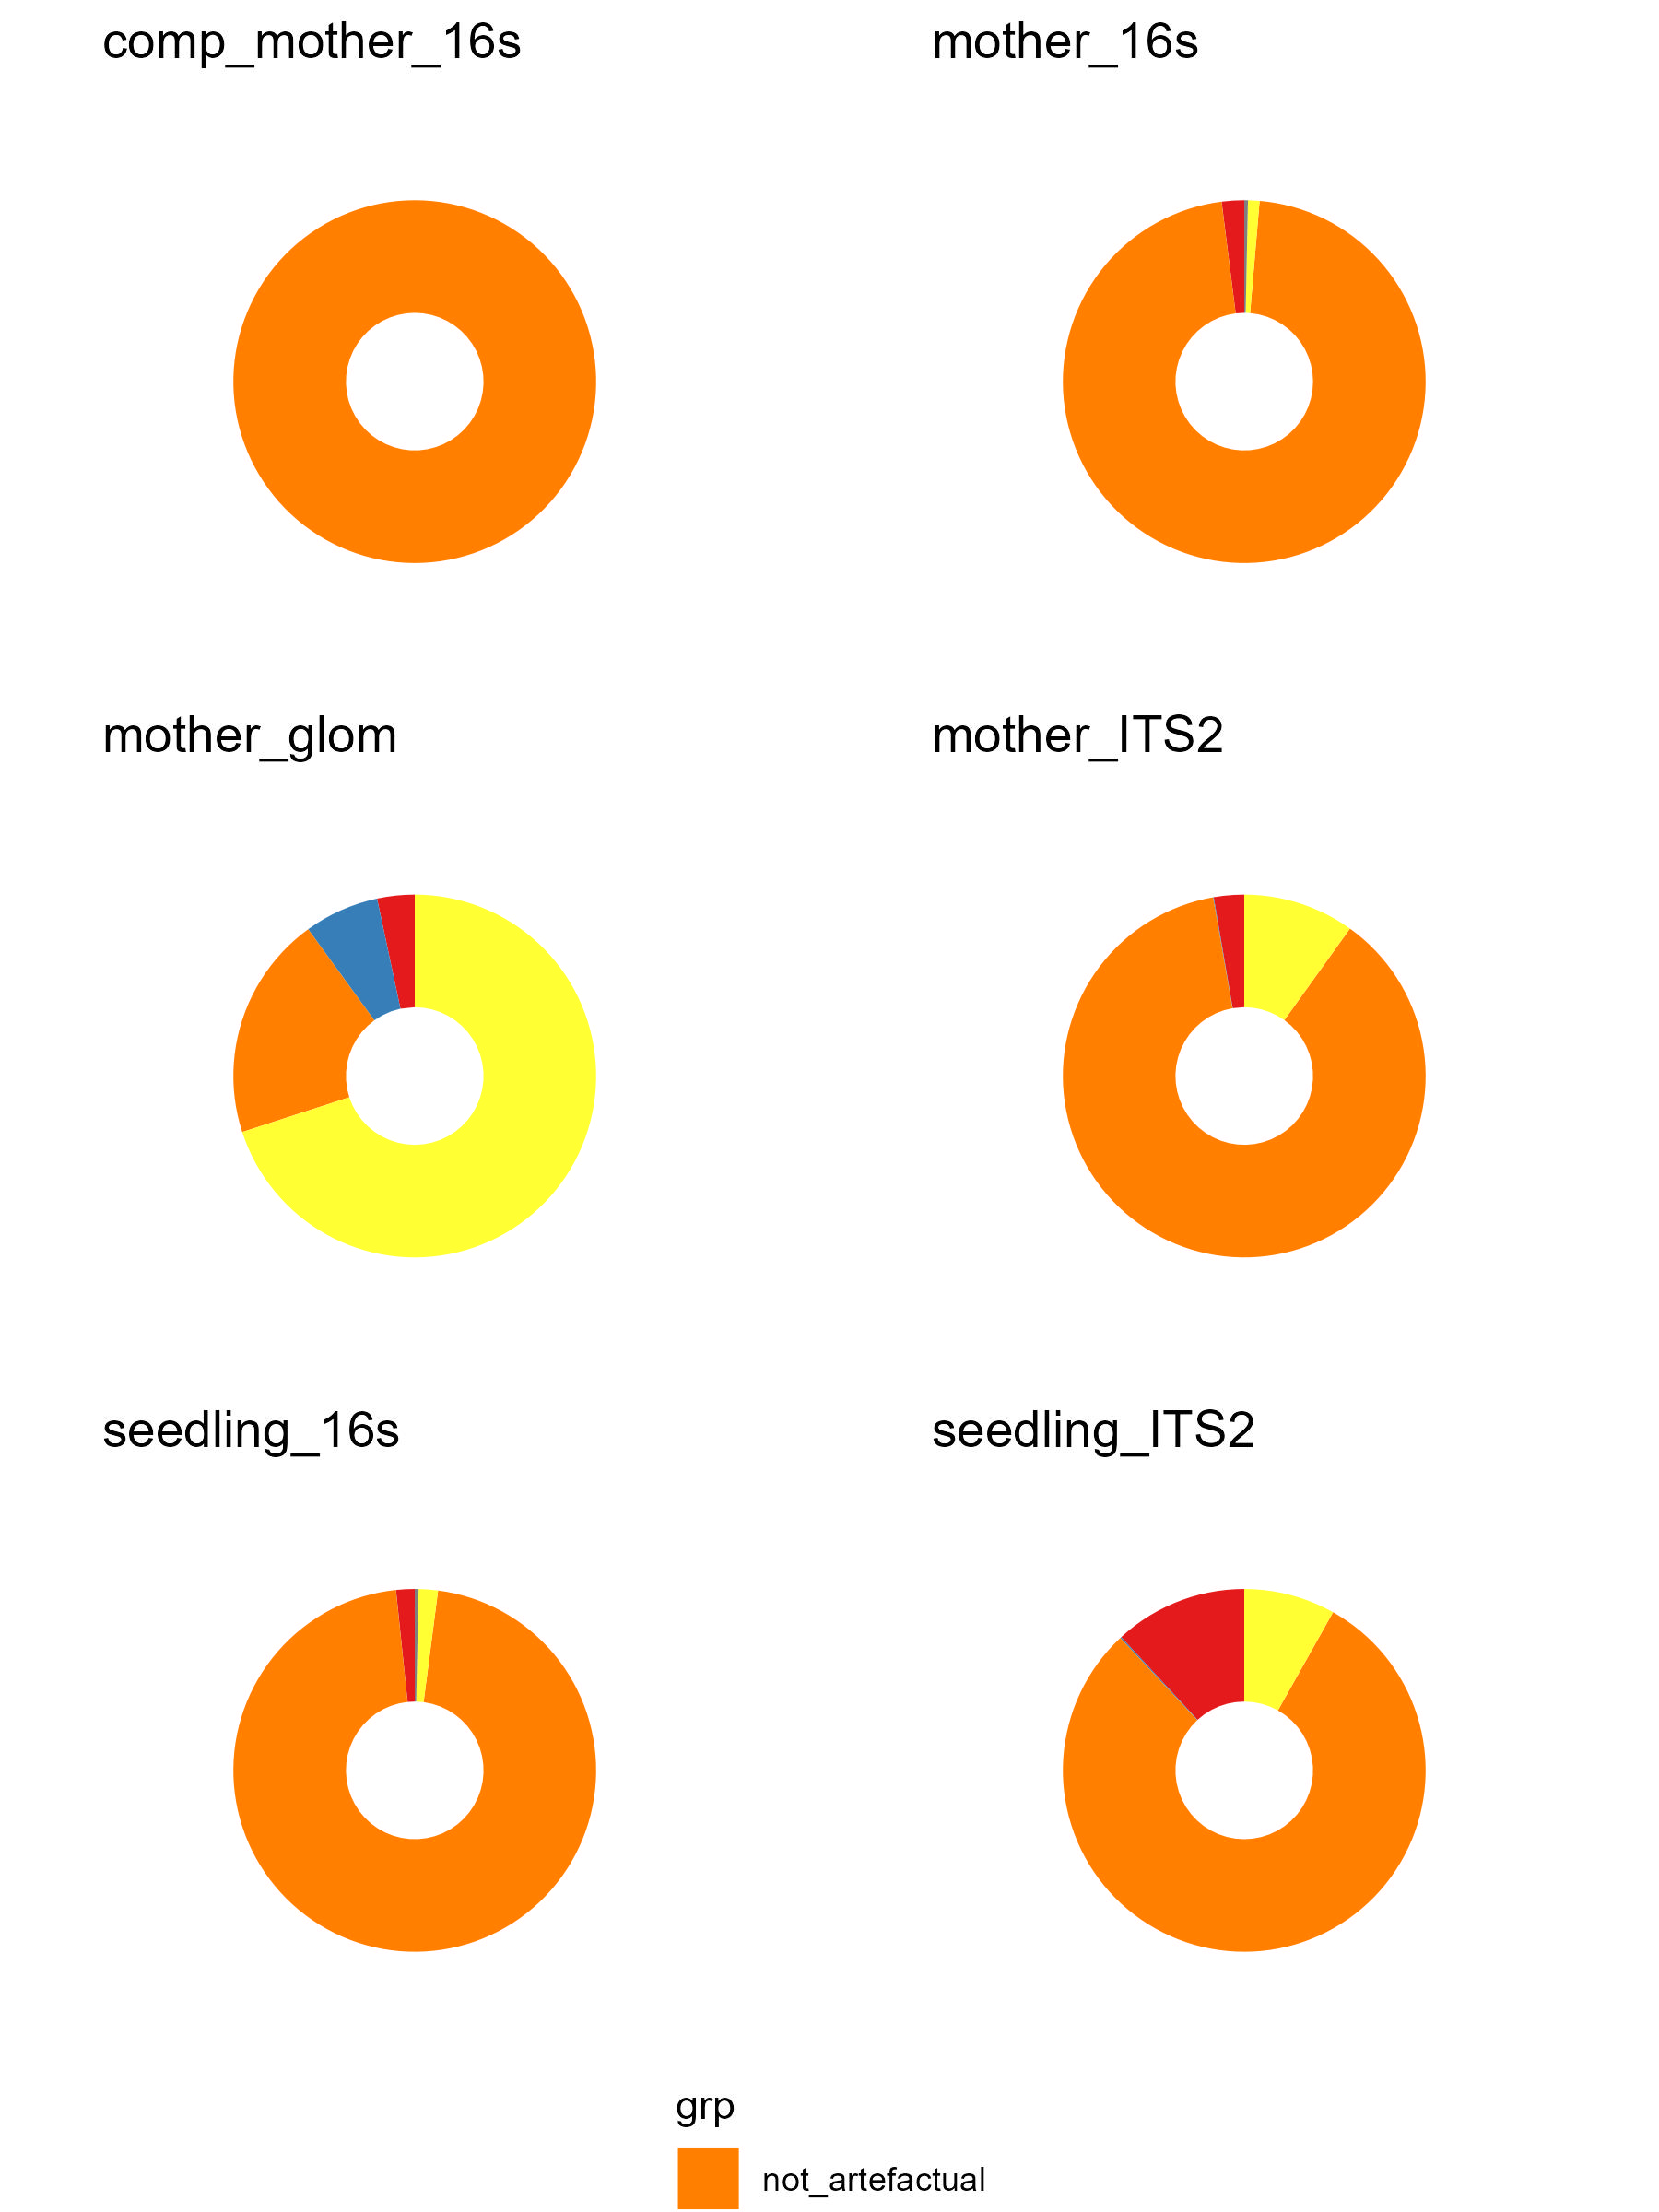 comp_mother_16s
mother_16s
mother_glom
mother_ITS2
seedling_16s
seedling_ITS2
grp
not_artefactual